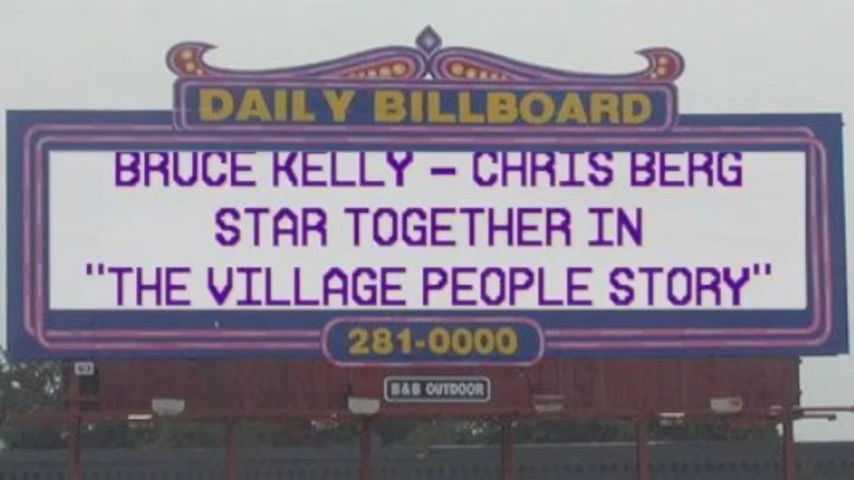 DAILY BILLBOARD
BRUCE KELLY - CHRIS BERG
STAR TOGETHER IN
"THE VILLAGE PEOPLE STORY"
281-0000
B&B OUTDOOR